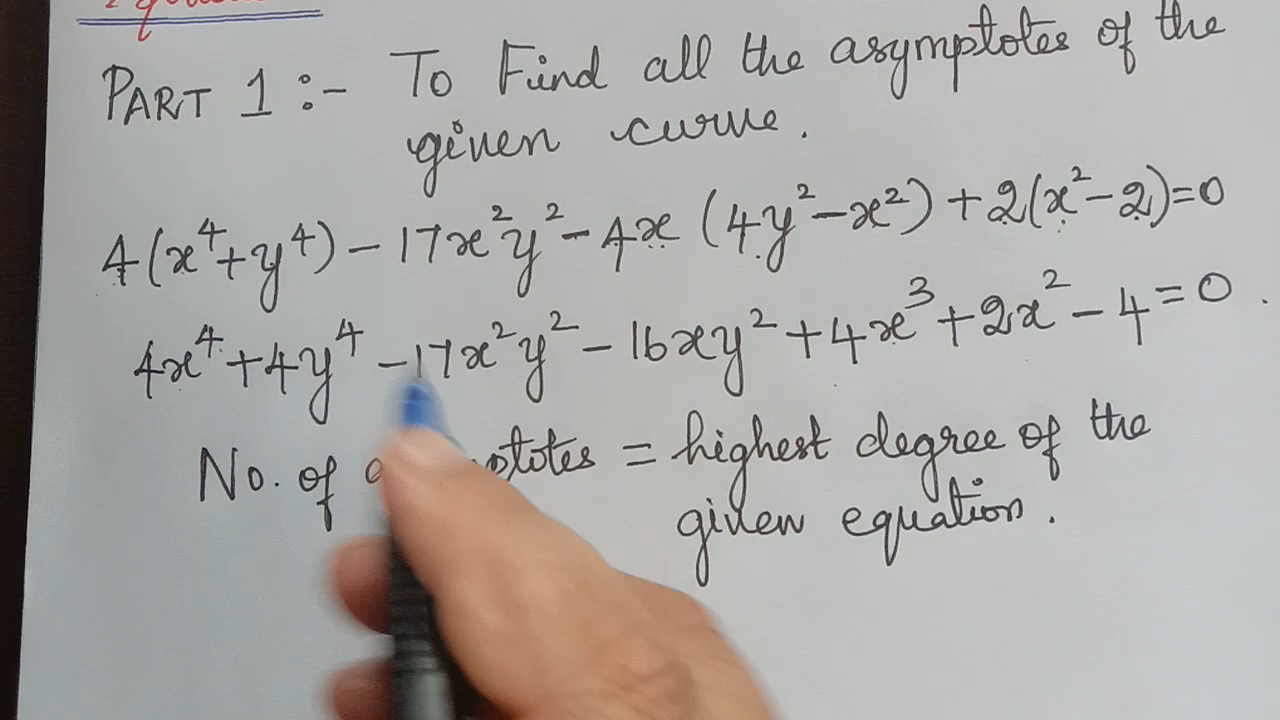 PART 1 :- To Find all the asymptotes of the
given curve.
4(x⁴+y⁴) - 17x²y² - 4x (4y²-x²) + 2(x²-2)=0
4x⁴+4y⁴ -17x²y² - 16xy² + 4x³ + 2x² - 4 = 0 .
No. of = highest degree of the
given equation.